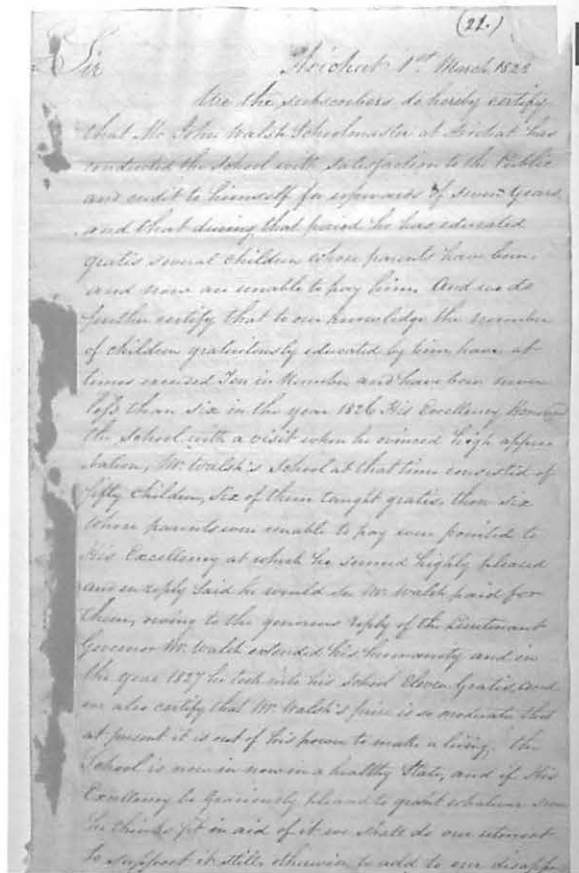 (21.)
Sir Arichat 1st March 1828
We the subscribers do hereby certify
that Mr John Walsh Schoolmaster at Arichat has
conducted the School with satisfaction to the Public
and credit to himself for upwards of seven Years
and that during that period he has educated
gratis several children whose parents have been,
and now are unable to pay him. And we do
further certify that to our knowledge the number
of children gratuitously educated by him have at
times exceeded Ten in Number and have been never
less than six in the year 1826 His Excellency Honored
the School with a visit when he evinced high appro
bation, Mr Walsh's School at that time consisted of
fifty children, six of them taught gratis, those six
whose parents were unable to pay were pointed to
His Excellency at which he seemed highly pleased
and in reply said he would see Mr Walsh paid for
them, owing to the generous reply of the Lieutenant
Governor Mr Walsh extended his humanity and in
the year 1827 he took into his school Eleven Gratis, and
we also certify that Mr Walsh's price is so moderate that
at present it is out of his power to make a living, the
School is now in now in a healthy State, and if His
Excellency be Graciously pleased to grant whatever sum
he thinks fit in aid of it we shall do our utmost
to support it still, otherwise to add to our disappo